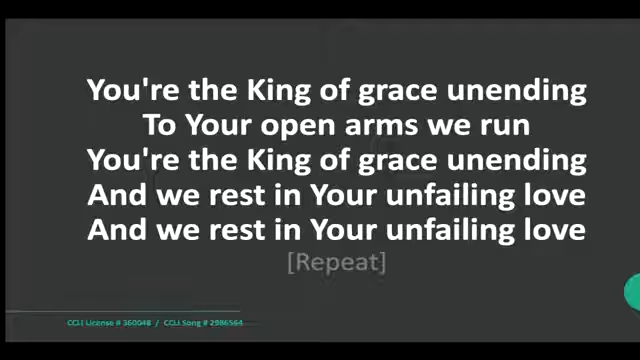 You're the King of grace unending
To Your open arms we run
You're the King of grace unending
And we rest in Your unfailing love
And we rest in Your unfailing love
[Repeat]
CCLI License # 360048 / CCLI Song # 2986564